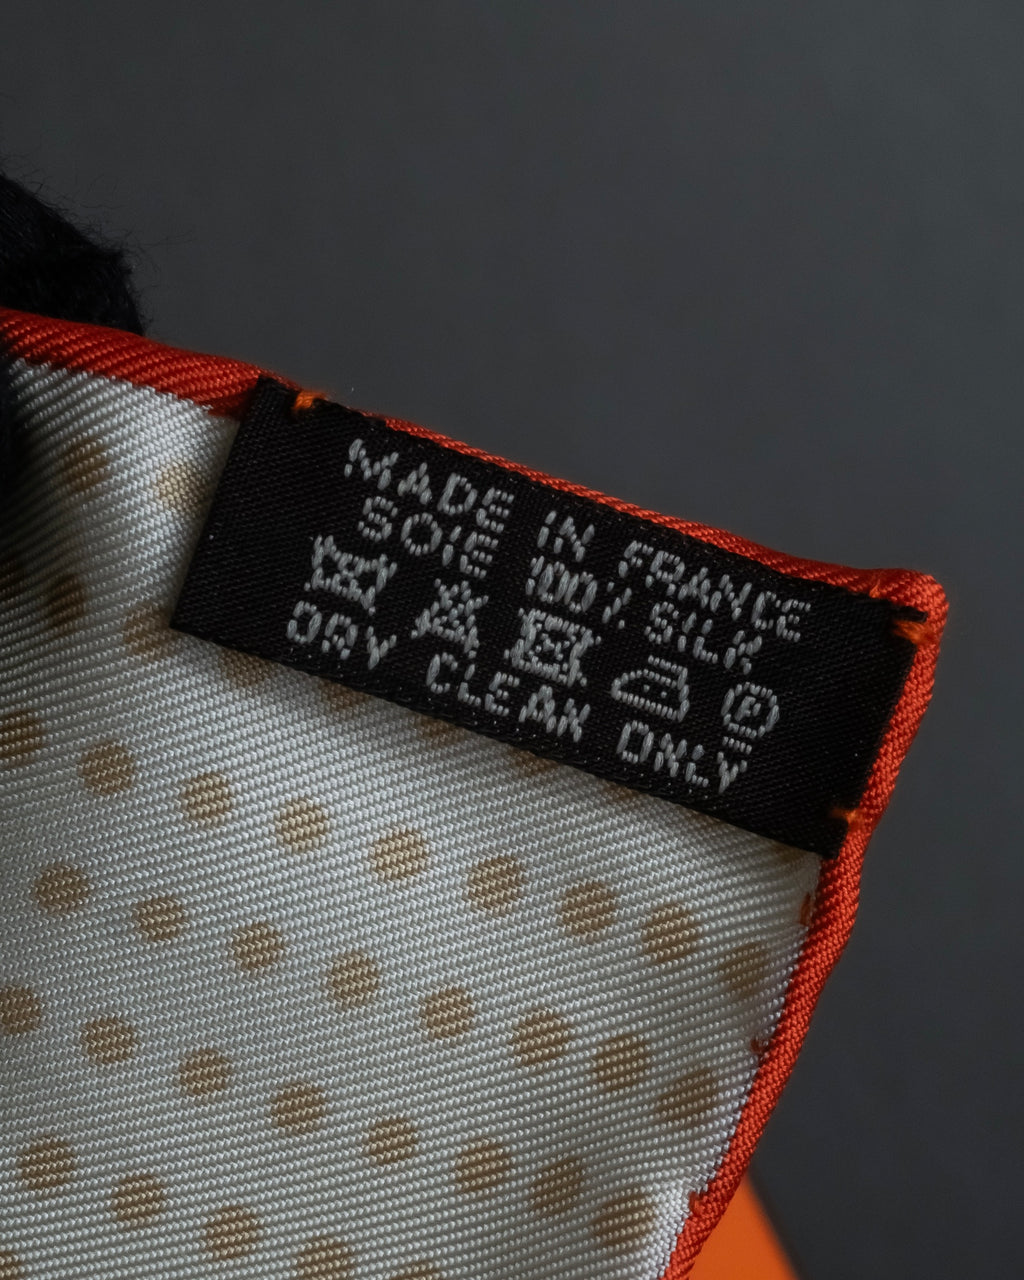 MADE IN FRANCE
SOIE 100% SILK
P
DRY CLEAN ONLY